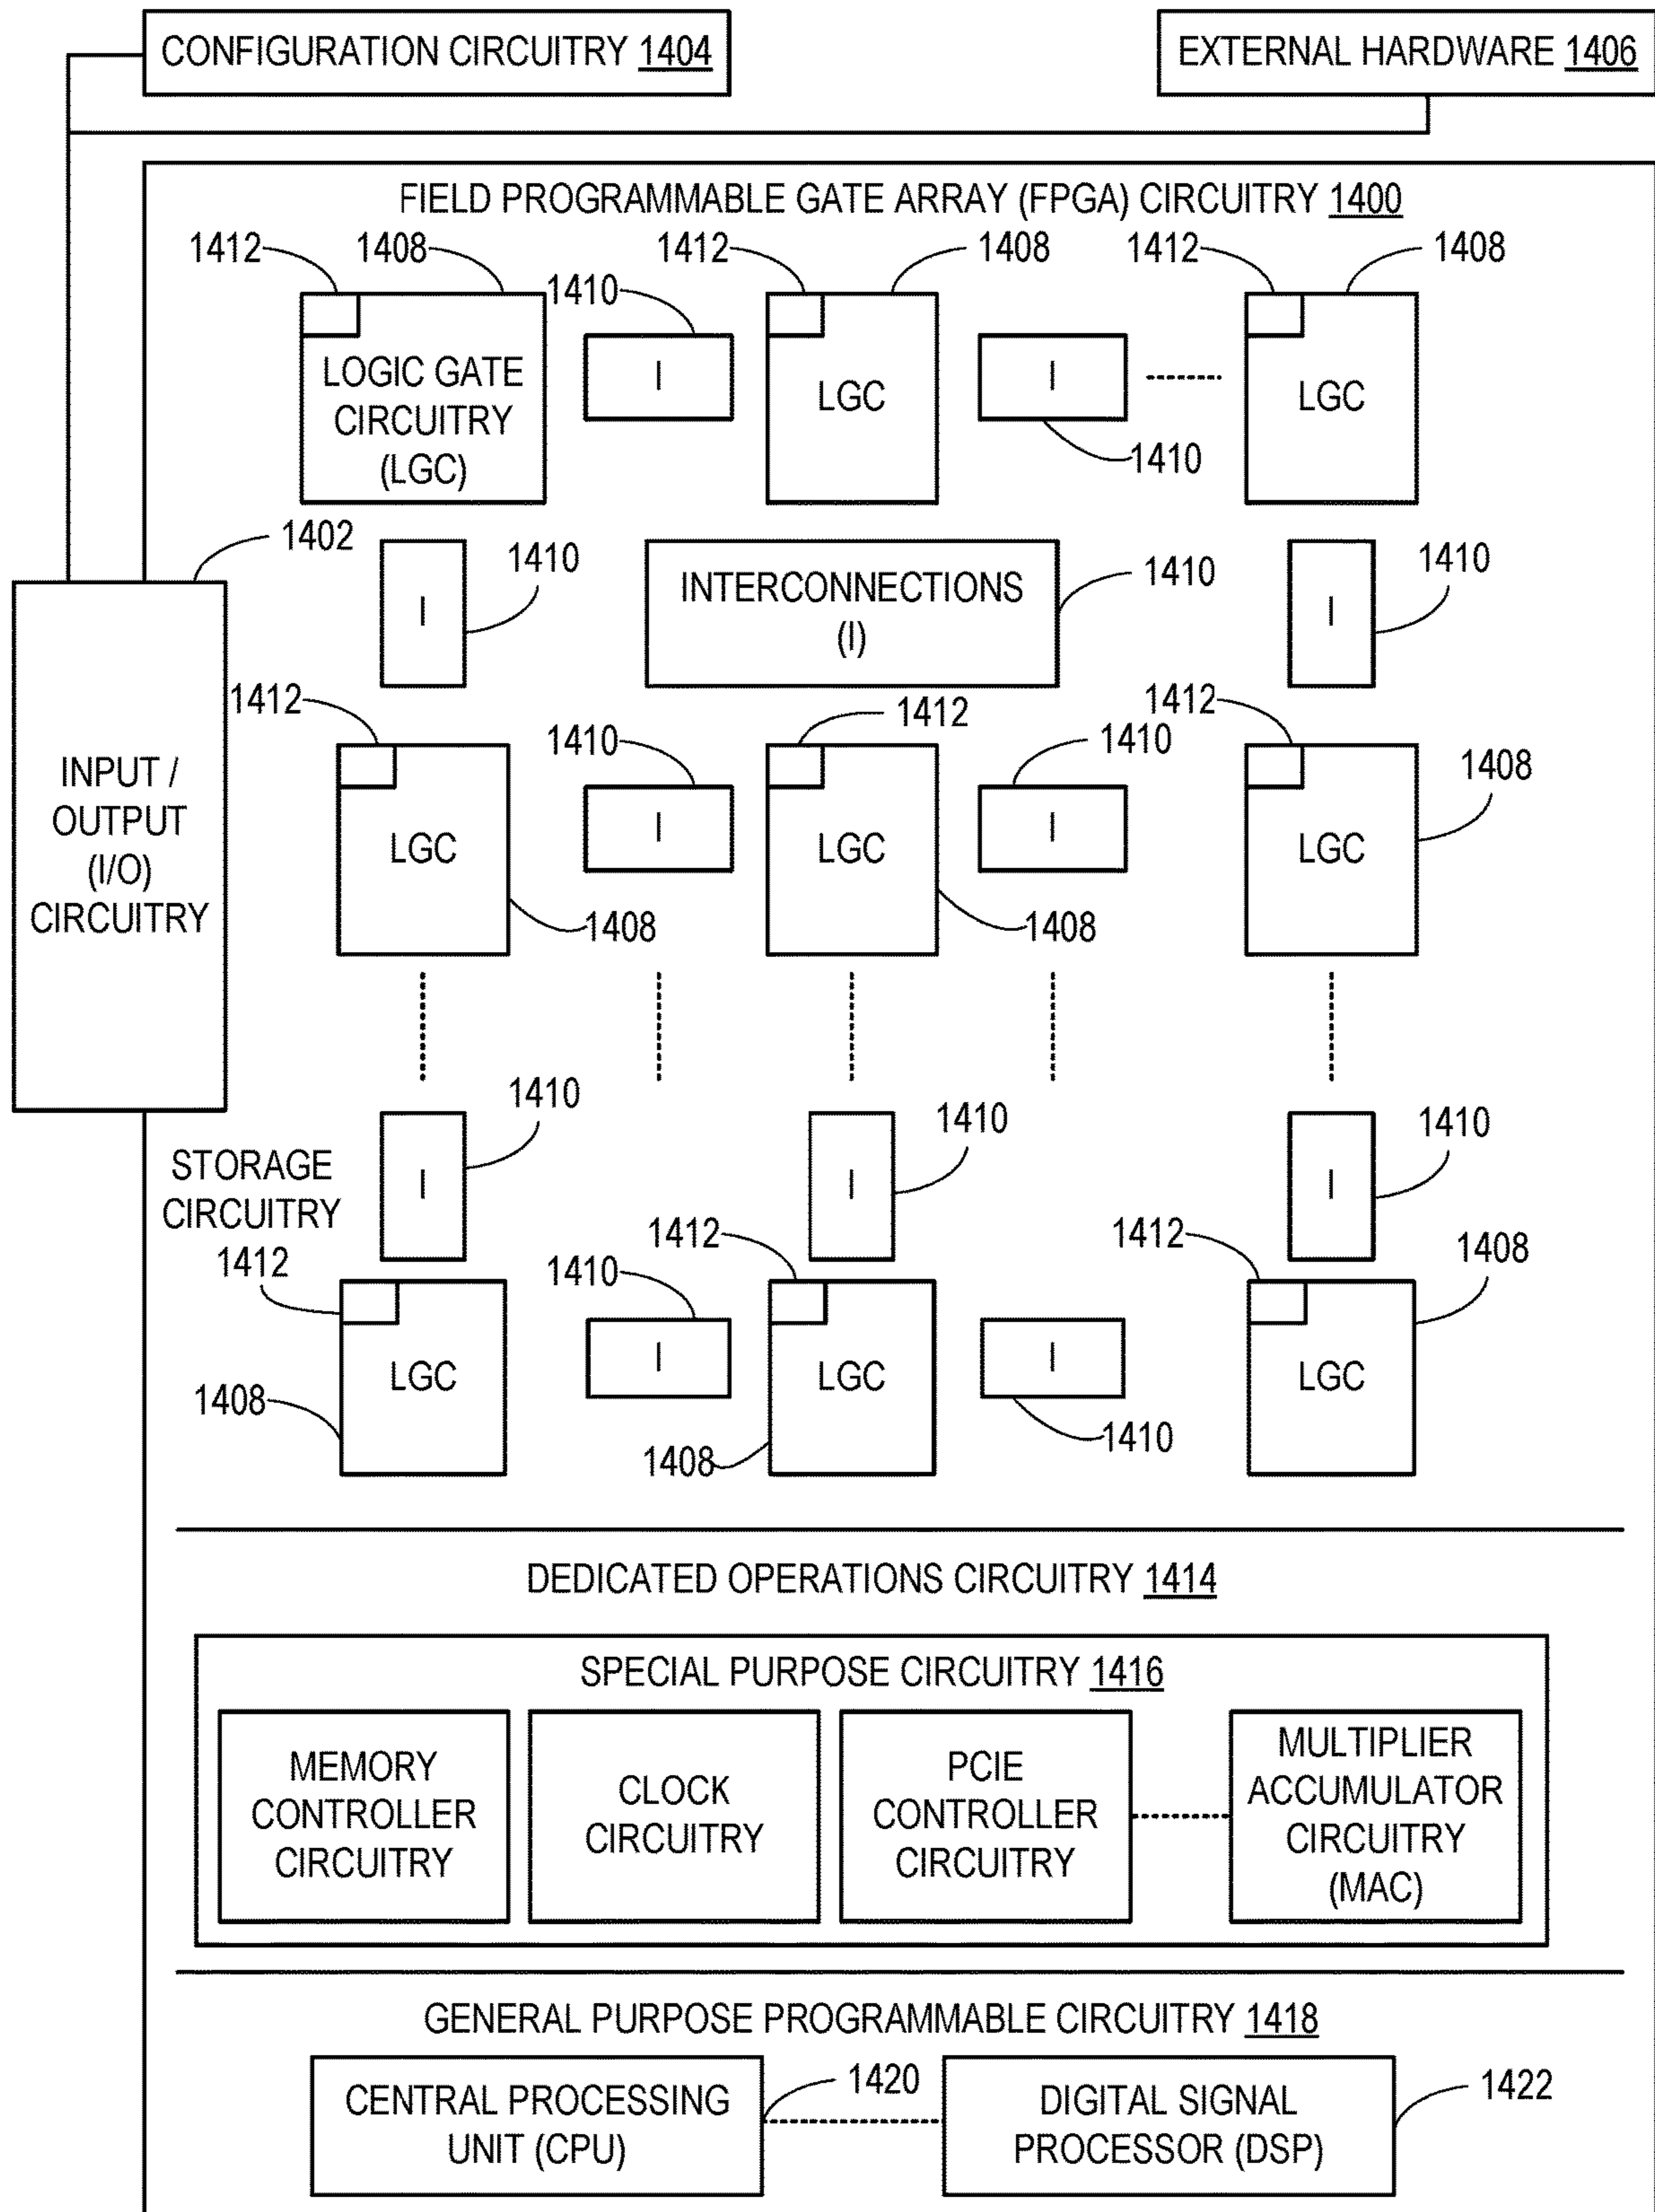 CONFIGURATION CIRCUITRY 1404
EXTERNAL HARDWARE 1406
FIELD PROGRAMMABLE GATE ARRAY (FPGA) CIRCUITRY 1400
1412
1408
1412
1408
1412
1408
1410
LOGIC GATE
CIRCUITRY
(LGC)
I
LGC
I
LGC
1410
1402
1410
1410
1410
I
INTERCONNECTIONS
(I)
I
1412
1412
1412
1410
1410
1408
INPUT /
OUTPUT
(I/O)
CIRCUITRY
LGC
I
LGC
I
LGC
1408
1408
1410
1410
1410
STORAGE
CIRCUITRY
I
I
I
1412
1412
1412
1408
1410
LGC
I
LGC
I
LGC
1408
1408
1410
DEDICATED OPERATIONS CIRCUITRY 1414
SPECIAL PURPOSE CIRCUITRY 1416
MEMORY
CONTROLLER
CIRCUITRY
CLOCK
CIRCUITRY
PCIE
CONTROLLER
CIRCUITRY
MULTIPLIER
ACCUMULATOR
CIRCUITRY
(MAC)
GENERAL PURPOSE PROGRAMMABLE CIRCUITRY 1418
CENTRAL PROCESSING
UNIT (CPU)
1420
DIGITAL SIGNAL
PROCESSOR (DSP)
1422